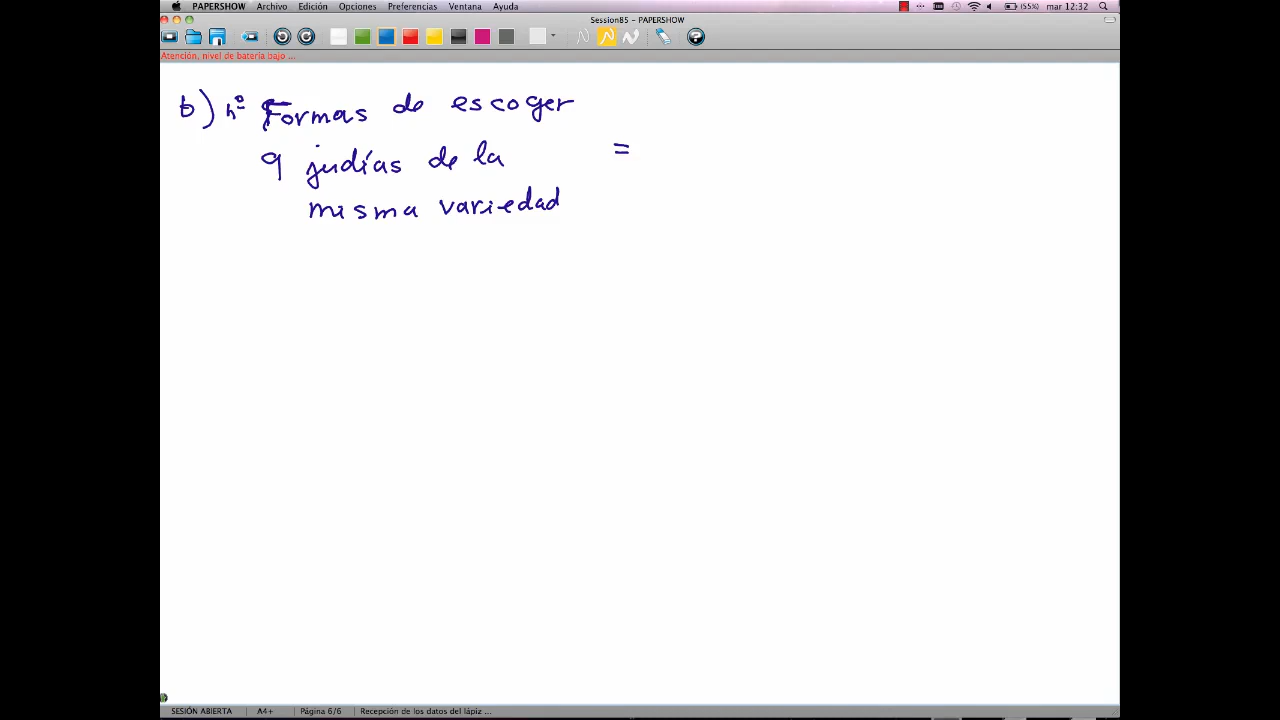 PAPERSHOW Archivo Edición Opciones Preferencias Ventana Ayuda (55%) mar 12:32
Session85 - PAPERSHOW
Atención, nivel de batería bajo ...
b) nº Formas de escoger
9 judías de la =
misma variedad
SESIÓN ABIERTA A4+ Página 6/6 Recepción de los datos del lápiz ...